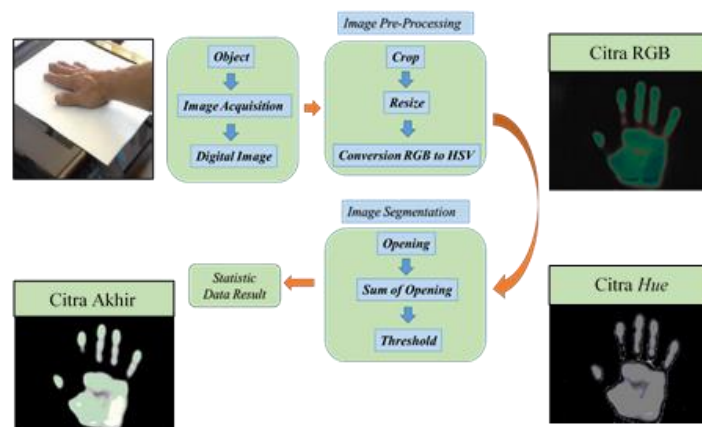 Image Pre-Processing
Object
Image Acquisition
Digital Image
Crop
Resize
Conversion RGB to HSV
Citra RGB
Image Segmentation
Opening
Sum of Opening
Threshold
Statistic
Data Result
Citra Akhir
Citra Hue